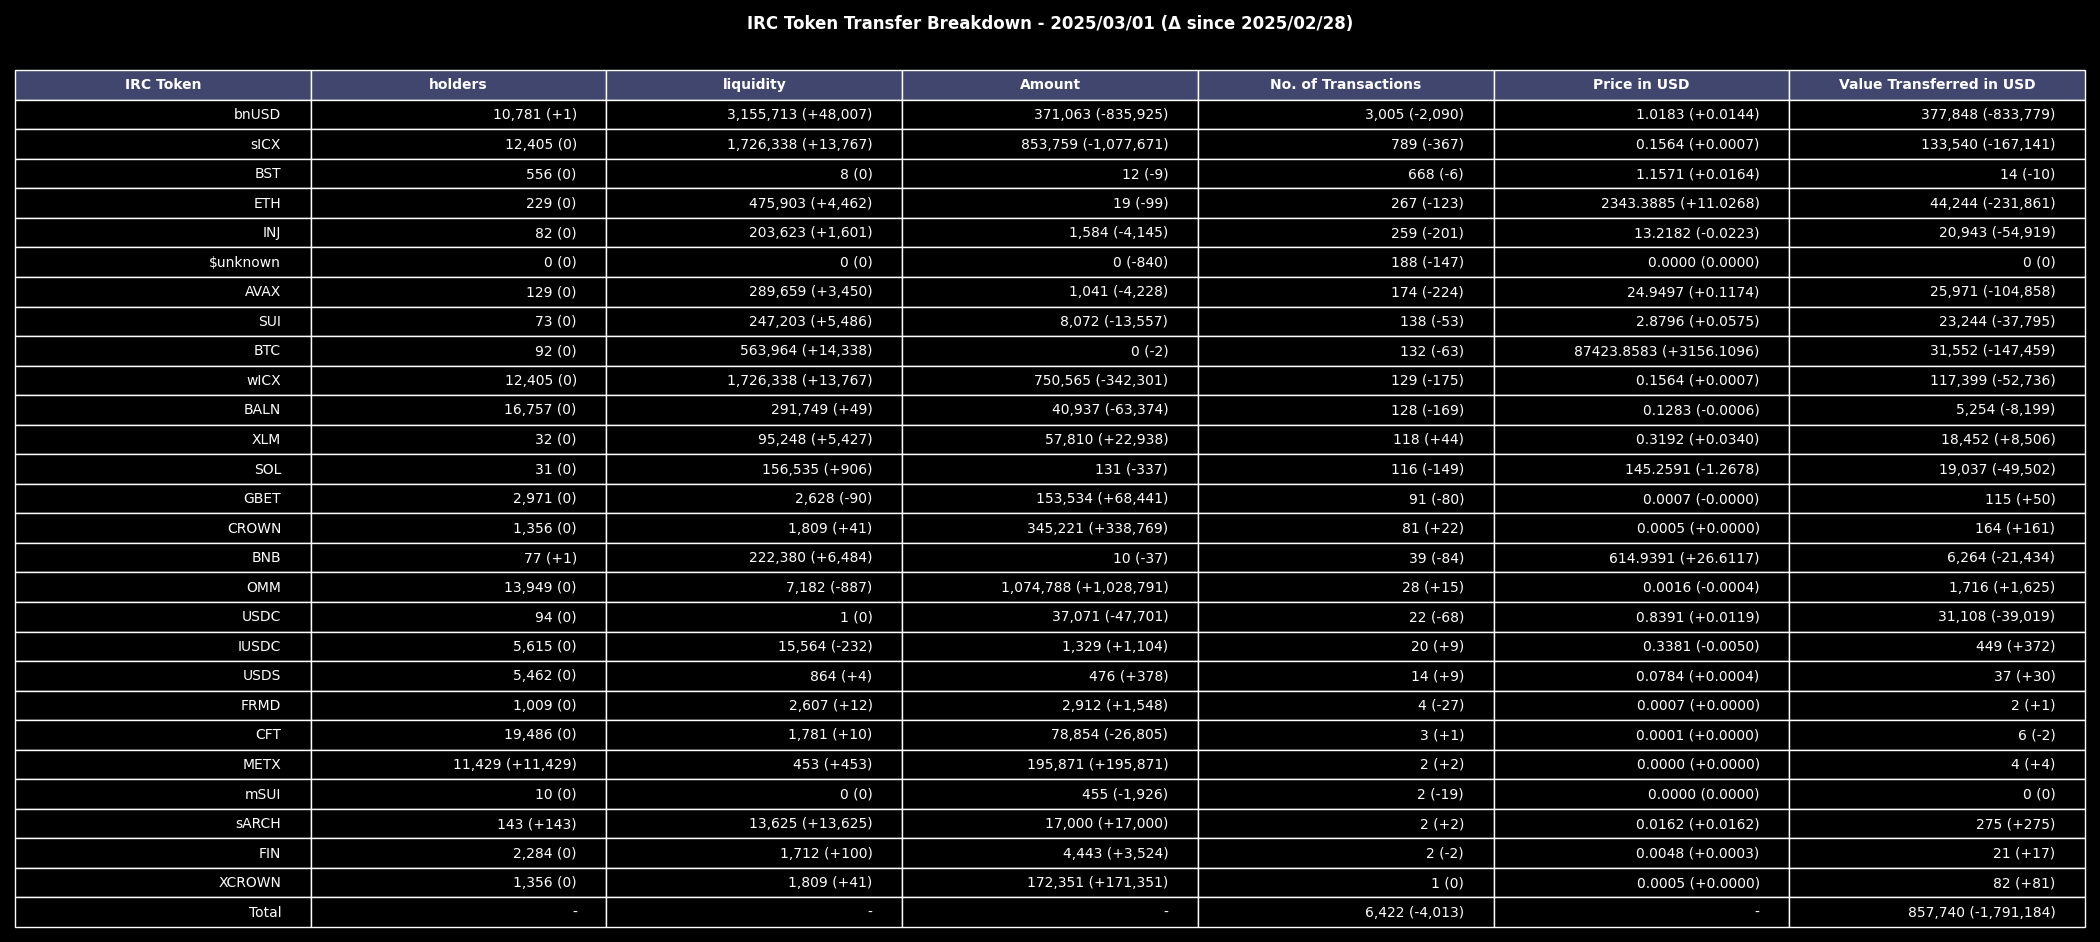 IRC Token Transfer Breakdown - 2025/03/01 (Δ since 2025/02/28)
IRC Token holders liquidity Amount No. of Transactions Price in USD Value Transferred in USD
bnUSD 10,781 (+1) 3,155,713 (+48,007) 371,063 (-835,925) 3,005 (-2,090) 1.0183 (+0.0144) 377,848 (-833,779)
sICX 12,405 (0) 1,726,338 (+13,767) 853,759 (-1,077,671) 789 (-367) 0.1564 (+0.0007) 133,540 (-167,141)
BST 556 (0) 8 (0) 12 (-9) 668 (-6) 1.1571 (+0.0164) 14 (-10)
ETH 229 (0) 475,903 (+4,462) 19 (-99) 267 (-123) 2343.3885 (+11.0268) 44,244 (-231,861)
INJ 82 (0) 203,623 (+1,601) 1,584 (-4,145) 259 (-201) 13.2182 (-0.0223) 20,943 (-54,919)
$unknown 0 (0) 0 (0) 0 (-840) 188 (-147) 0.0000 (0.0000) 0 (0)
AVAX 129 (0) 289,659 (+3,450) 1,041 (-4,228) 174 (-224) 24.9497 (+0.1174) 25,971 (-104,858)
SUI 73 (0) 247,203 (+5,486) 8,072 (-13,557) 138 (-53) 2.8796 (+0.0575) 23,244 (-37,795)
BTC 92 (0) 563,964 (+14,338) 0 (-2) 132 (-63) 87423.8583 (+3156.1096) 31,552 (-147,459)
wICX 12,405 (0) 1,726,338 (+13,767) 750,565 (-342,301) 129 (-175) 0.1564 (+0.0007) 117,399 (-52,736)
BALN 16,757 (0) 291,749 (+49) 40,937 (-63,374) 128 (-169) 0.1283 (-0.0006) 5,254 (-8,199)
XLM 32 (0) 95,248 (+5,427) 57,810 (+22,938) 118 (+44) 0.3192 (+0.0340) 18,452 (+8,506)
SOL 31 (0) 156,535 (+906) 131 (-337) 116 (-149) 145.2591 (-1.2678) 19,037 (-49,502)
GBET 2,971 (0) 2,628 (-90) 153,534 (+68,441) 91 (-80) 0.0007 (-0.0000) 115 (+50)
CROWN 1,356 (0) 1,809 (+41) 345,221 (+338,769) 81 (+22) 0.0005 (+0.0000) 164 (+161)
BNB 77 (+1) 222,380 (+6,484) 10 (-37) 39 (-84) 614.9391 (+26.6117) 6,264 (-21,434)
OMM 13,949 (0) 7,182 (-887) 1,074,788 (+1,028,791) 28 (+15) 0.0016 (-0.0004) 1,716 (+1,625)
USDC 94 (0) 1 (0) 37,071 (-47,701) 22 (-68) 0.8391 (+0.0119) 31,108 (-39,019)
IUSDC 5,615 (0) 15,564 (-232) 1,329 (+1,104) 20 (+9) 0.3381 (-0.0050) 449 (+372)
USDS 5,462 (0) 864 (+4) 476 (+378) 14 (+9) 0.0784 (+0.0004) 37 (+30)
FRMD 1,009 (0) 2,607 (+12) 2,912 (+1,548) 4 (-27) 0.0007 (+0.0000) 2 (+1)
CFT 19,486 (0) 1,781 (+10) 78,854 (-26,805) 3 (+1) 0.0001 (+0.0000) 6 (-2)
METX 11,429 (+11,429) 453 (+453) 195,871 (+195,871) 2 (+2) 0.0000 (+0.0000) 4 (+4)
mSUI 10 (0) 0 (0) 455 (-1,926) 2 (-19) 0.0000 (0.0000) 0 (0)
sARCH 143 (+143) 13,625 (+13,625) 17,000 (+17,000) 2 (+2) 0.0162 (+0.0162) 275 (+275)
FIN 2,284 (0) 1,712 (+100) 4,443 (+3,524) 2 (-2) 0.0048 (+0.0003) 21 (+17)
XCROWN 1,356 (0) 1,809 (+41) 172,351 (+171,351) 1 (0) 0.0005 (+0.0000) 82 (+81)
Total - - - 6,422 (-4,013) - 857,740 (-1,791,184)